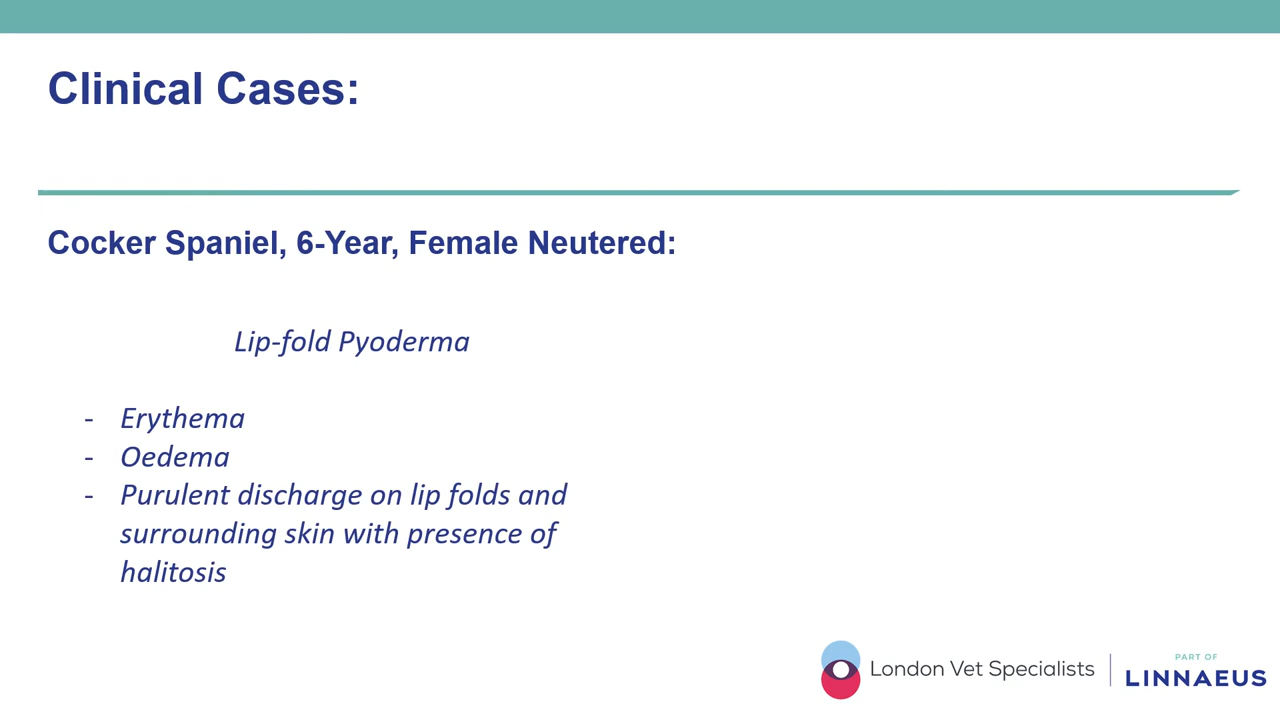 Clinical Cases:
Cocker Spaniel, 6-Year, Female Neutered:
Lip-fold Pyoderma
- Erythema
- Oedema
- Purulent discharge on lip folds and
surrounding skin with presence of
halitosis
London Vet Specialists
PART OF
LINNAEUS